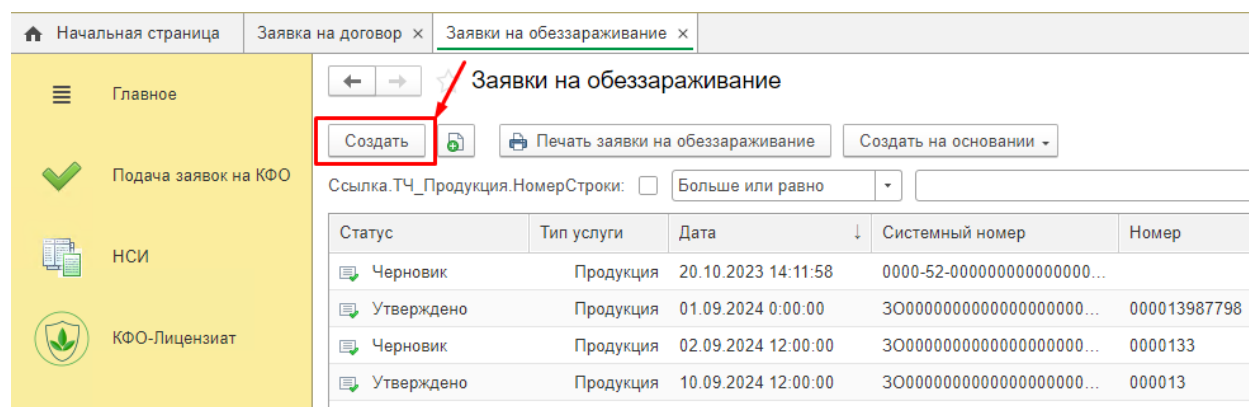 Начальная страница Заявка на договор × Заявки на обеззараживание ×
Главное
Подача заявок на КФО
НСИ
КФО-Лицензиат
Заявки на обеззараживание
Создать Печать заявки на обеззараживание Создать на основании
Ссылка.ТЧ_Продукция.НомерСтроки: Больше или равно
Статус Тип услуги Дата ↓ Системный номер Номер
Черновик Продукция 20.10.2023 14:11:58 0000-52-000000000000000...
Утверждено Продукция 01.09.2024 0:00:00 ЗО00000000000000000000... 000013987798
Черновик Продукция 02.09.2024 12:00:00 ЗО00000000000000000000... 0000133
Утверждено Продукция 10.09.2024 12:00:00 ЗО00000000000000000000... 000013